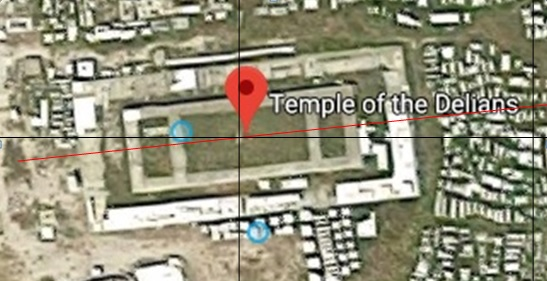 Temple of the Delians